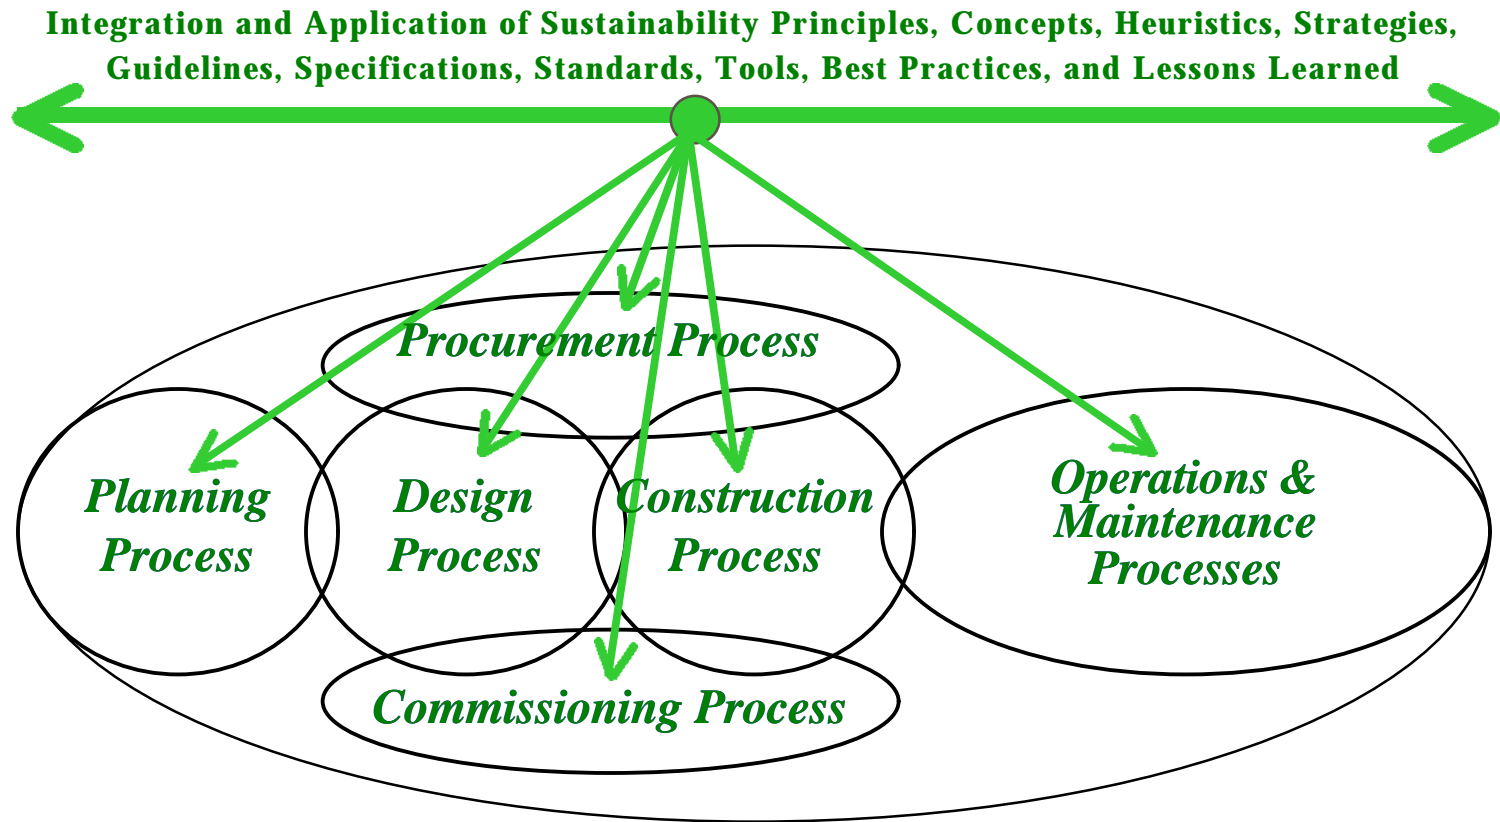 Integration and Application of Sustainability Principles, Concepts, Heuristics, Strategies,
Guidelines, Specifications, Standards, Tools, Best Practices, and Lessons Learned
Procurement Process
Planning
Process
Design
Process
Construction
Process
Operations &
Maintenance
Processes
Commissioning Process